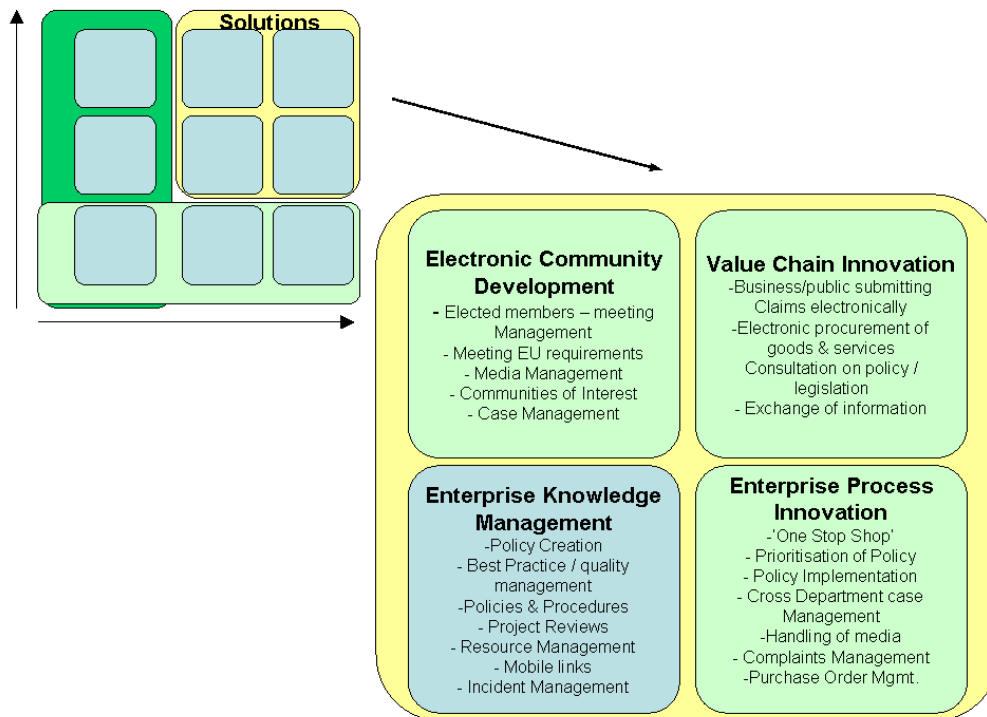 Solutions
Electronic Community
Development
- Elected members – meeting
Management
- Meeting EU requirements
- Media Management
- Communities of Interest
- Case Management
Value Chain Innovation
-Business/public submitting
Claims electronically
-Electronic procurement of
goods & services
Consultation on policy /
legislation
- Exchange of information
Enterprise Knowledge
Management
-Policy Creation
- Best Practice / quality
management
-Policies & Procedures
- Project Reviews
- Resource Management
- Mobile links
- Incident Management
Enterprise Process
Innovation
-'One Stop Shop'
- Prioritisation of Policy
- Policy Implementation
- Cross Department case
Management
-Handling of media
- Complaints Management
-Purchase Order Mgmt.